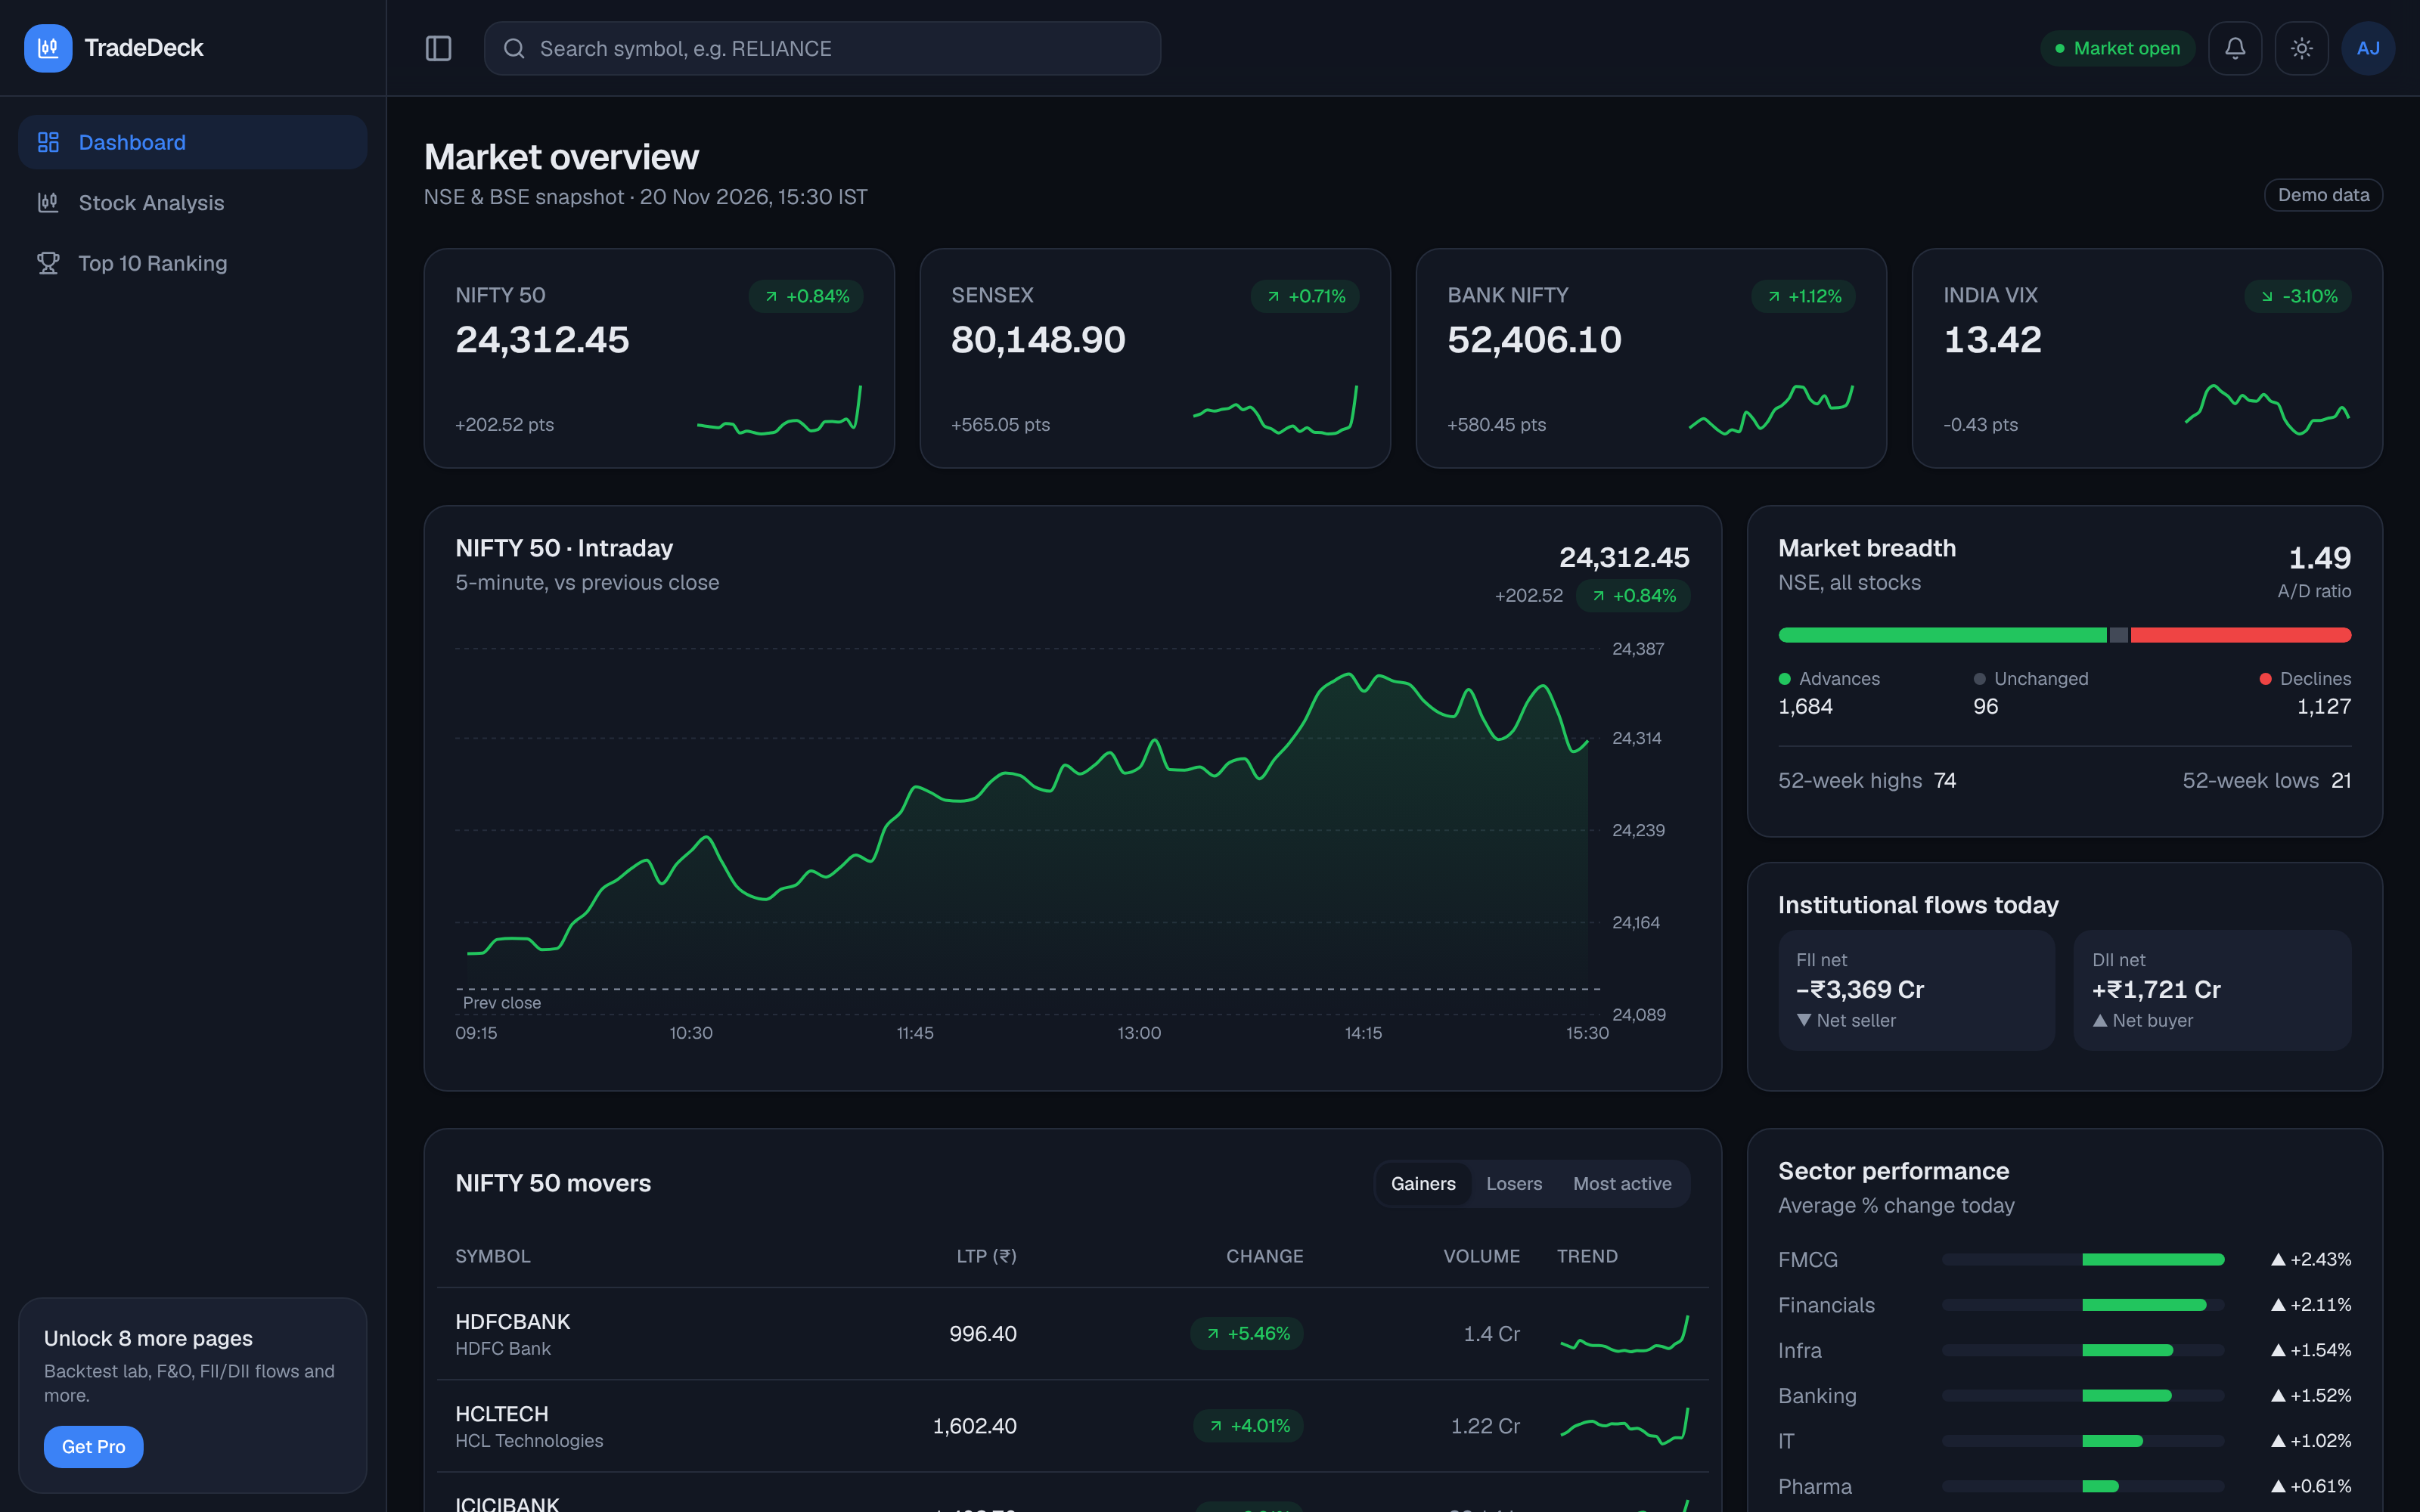 TradeDeck
Search symbol, e.g. RELIANCE
Market open
AJ
Dashboard
Stock Analysis
Top 10 Ranking
Unlock 8 more pages
Backtest lab, F&O, FII/DII flows and
more.
Get Pro
Market overview
NSE & BSE snapshot · 20 Nov 2026, 15:30 IST
Demo data
NIFTY 50
+0.84%
24,312.45
+202.52 pts
SENSEX
+0.71%
80,148.90
+565.05 pts
BANK NIFTY
+1.12%
52,406.10
+580.45 pts
INDIA VIX
-3.10%
13.42
-0.43 pts
NIFTY 50 · Intraday
5-minute, vs previous close
24,312.45
+202.52 +0.84%
24,387
24,314
24,239
24,164
Prev close
24,089
09:15 10:30 11:45 13:00 14:15 15:30
Market breadth
NSE, all stocks
1.49
A/D ratio
Advances Unchanged Declines
1,684 96 1,127
52-week highs 74 52-week lows 21
Institutional flows today
FII net
−₹3,369 Cr
▼ Net seller
DII net
+₹1,721 Cr
▲ Net buyer
NIFTY 50 movers
Gainers Losers Most active
SYMBOL LTP (₹) CHANGE VOLUME TREND
HDFCBANK
HDFC Bank
996.40 +5.46% 1.4 Cr
HCLTECH
HCL Technologies
1,602.40 +4.01% 1.22 Cr
ICICIBANK
Sector performance
Average % change today
FMCG ▲ +2.43%
Financials ▲ +2.11%
Infra ▲ +1.54%
Banking ▲ +1.52%
IT ▲ +1.02%
Pharma ▲ +0.61%